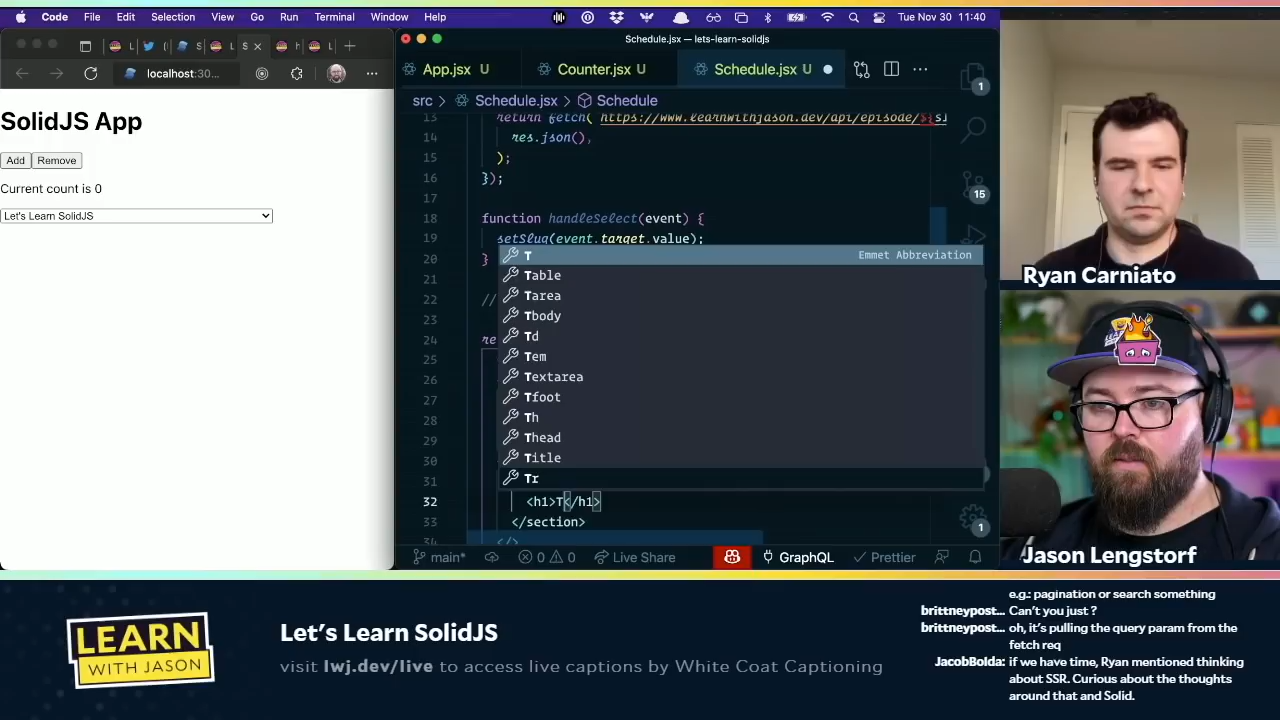 Code File Edit Selection View Go Run Terminal Window Help
Tue Nov 30 11:40
Schedule.jsx — lets-learn-solidjs
localhost:30...
App.jsx U
Counter.jsx U
Schedule.jsx U
src > Schedule.jsx > Schedule
SolidJS App
Add Remove
Current count is 0
Let's Learn SolidJS
13 return fetch(`https://www.learnwithjason.dev/api/episode/${sl
14 res.json(),
15 );
16 });
17
18 function handleSelect(event) {
19 setSlug(event.target.value);
20 }
21
22 //
23
24 re
25
26
27
28
29
30
31
32 <h1>T</h1>
33 </section>
34 </>
T Emmet Abbreviation
Table
Tarea
Tbody
Td
Tem
Textarea
Tfoot
Th
Thead
Title
Tr
1
15
1
main* 0 0 Live Share GraphQL Prettier
Ryan Carniato
Jason Lengstorf
LEARN
WITH JASON
Let's Learn SolidJS
visit lwj.dev/live to access live captions by White Coat Captioning
e.g.: pagination or search something
brittneypost... Can't you just ?
brittneypost... oh, it's pulling the query param from the
fetch req
JacobBolda: if we have time, Ryan mentioned thinking
about SSR. Curious about the thoughts
around that and Solid.